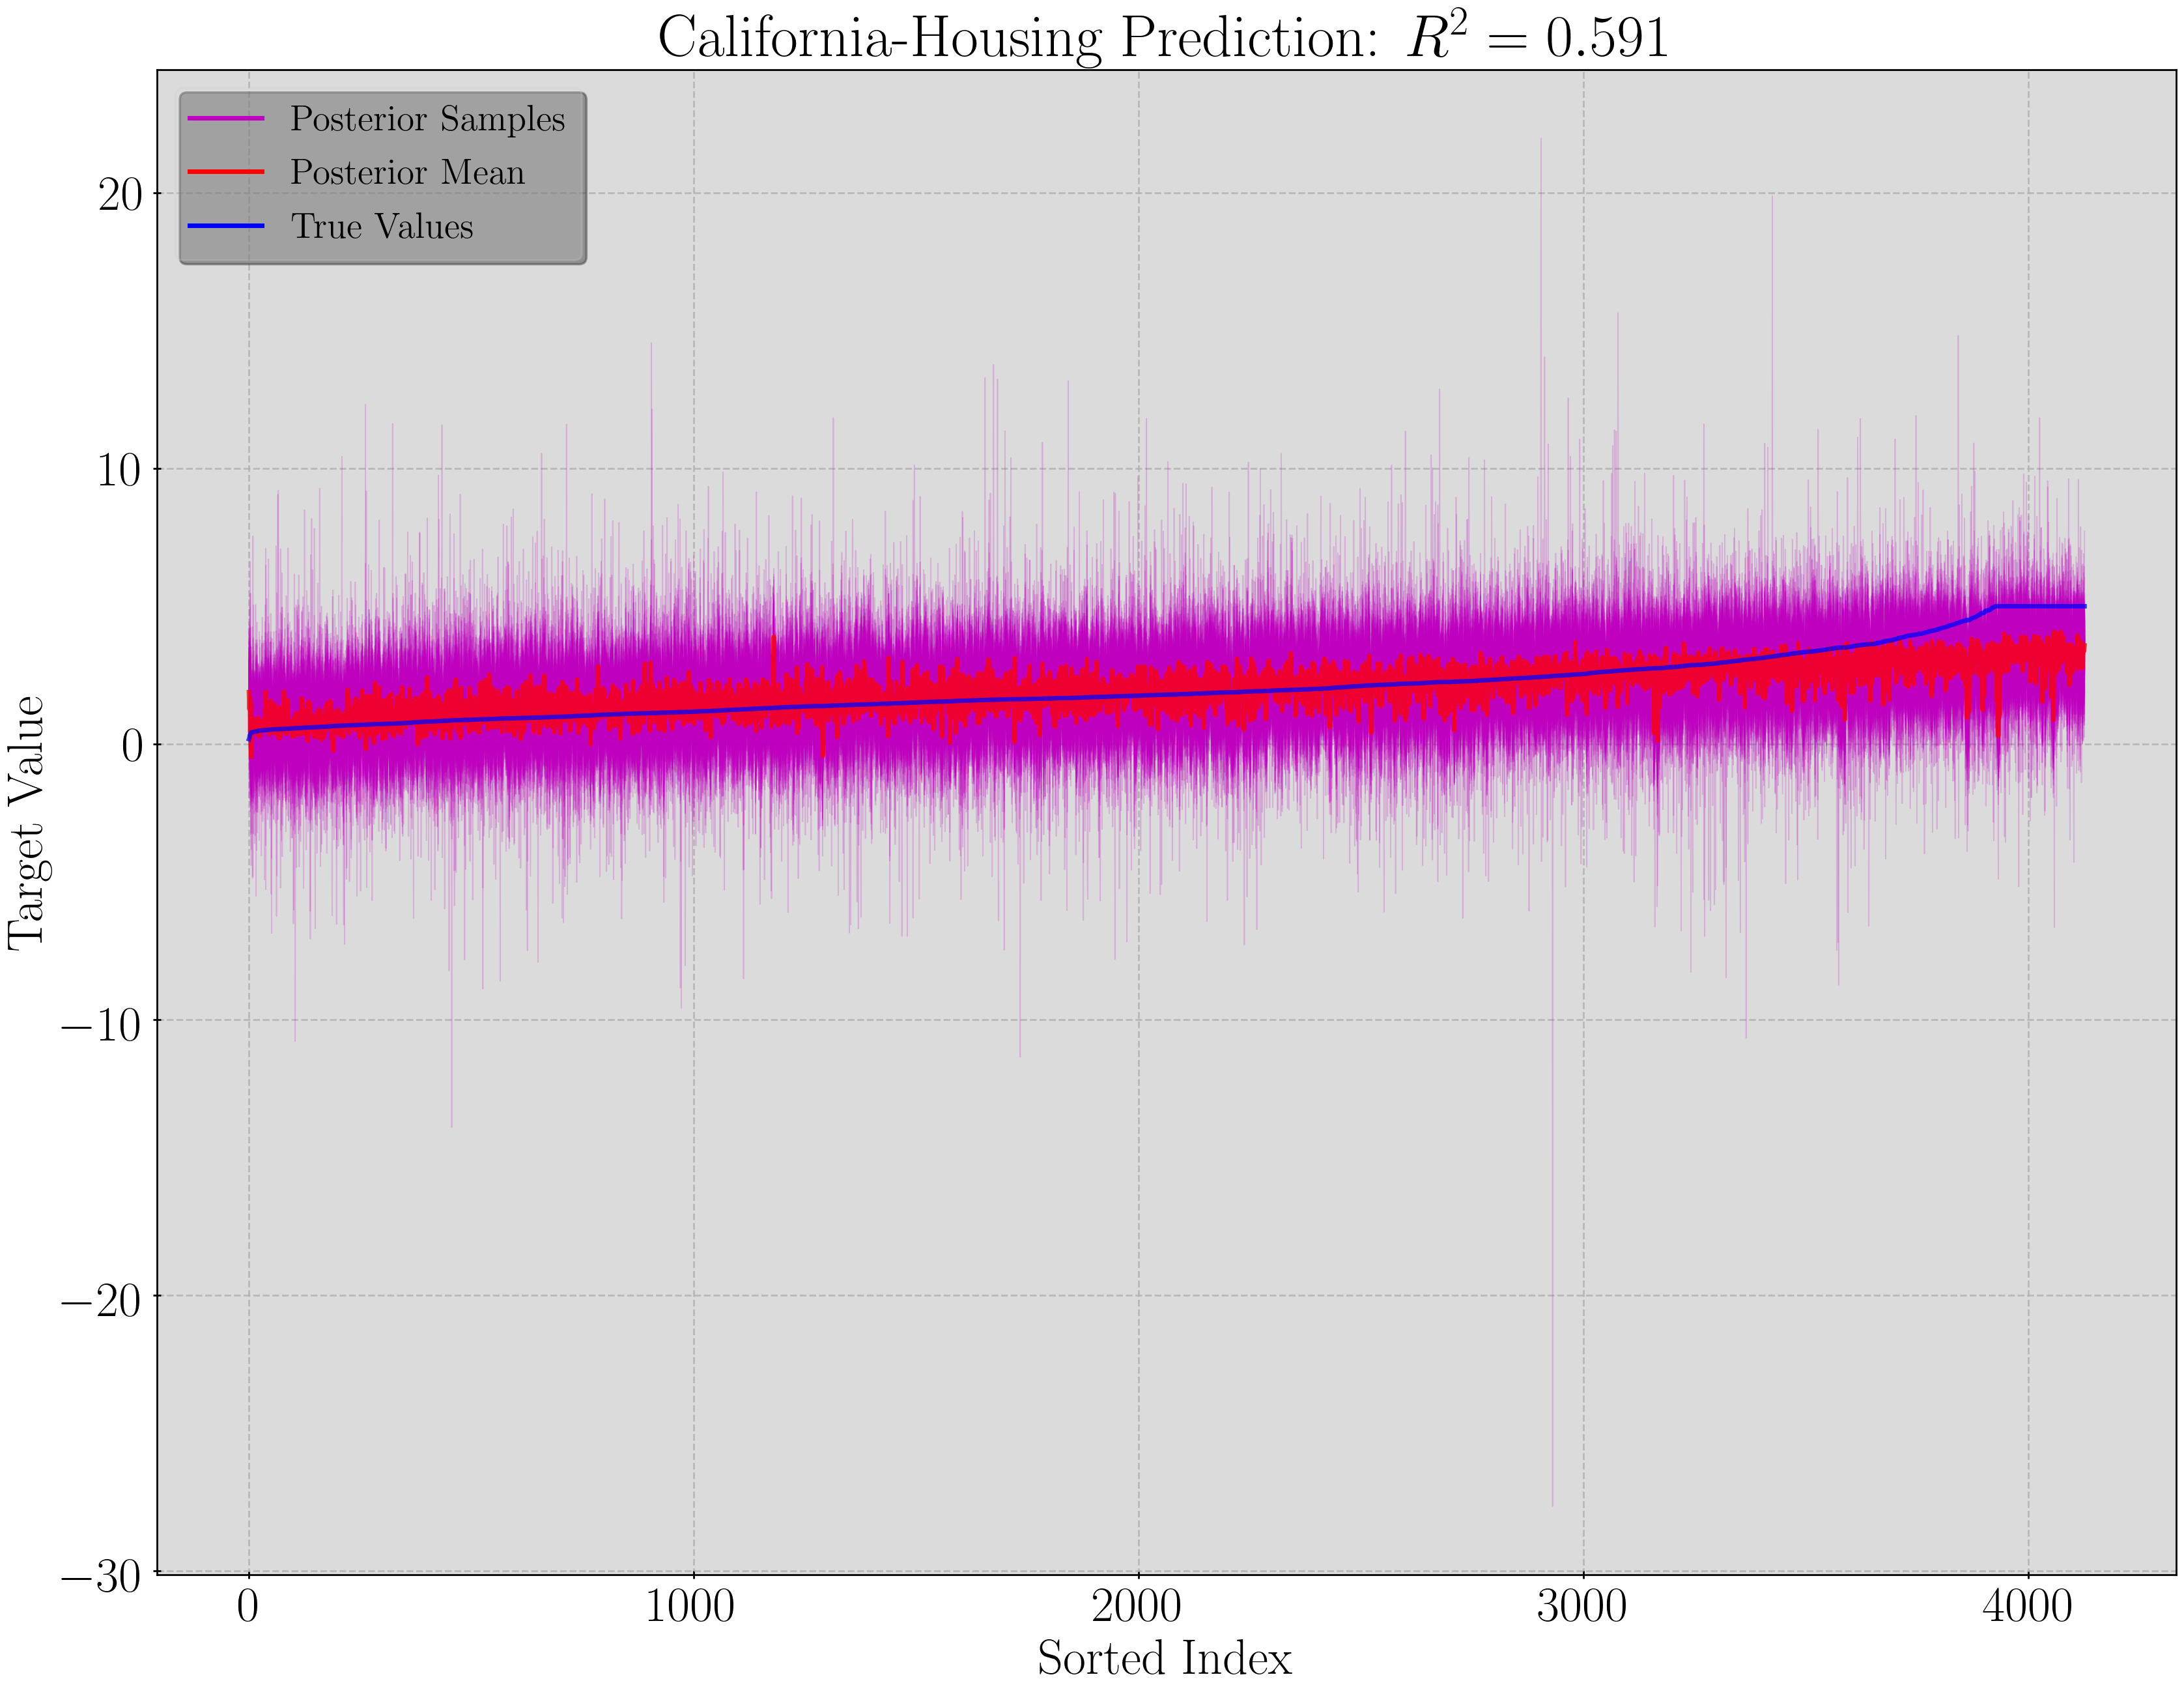 California-Housing Prediction: R² = 0.591
Posterior Samples
Posterior Mean
True Values
20
10
0
−10
−20
−30
Target Value
0 1000 2000 3000 4000
Sorted Index